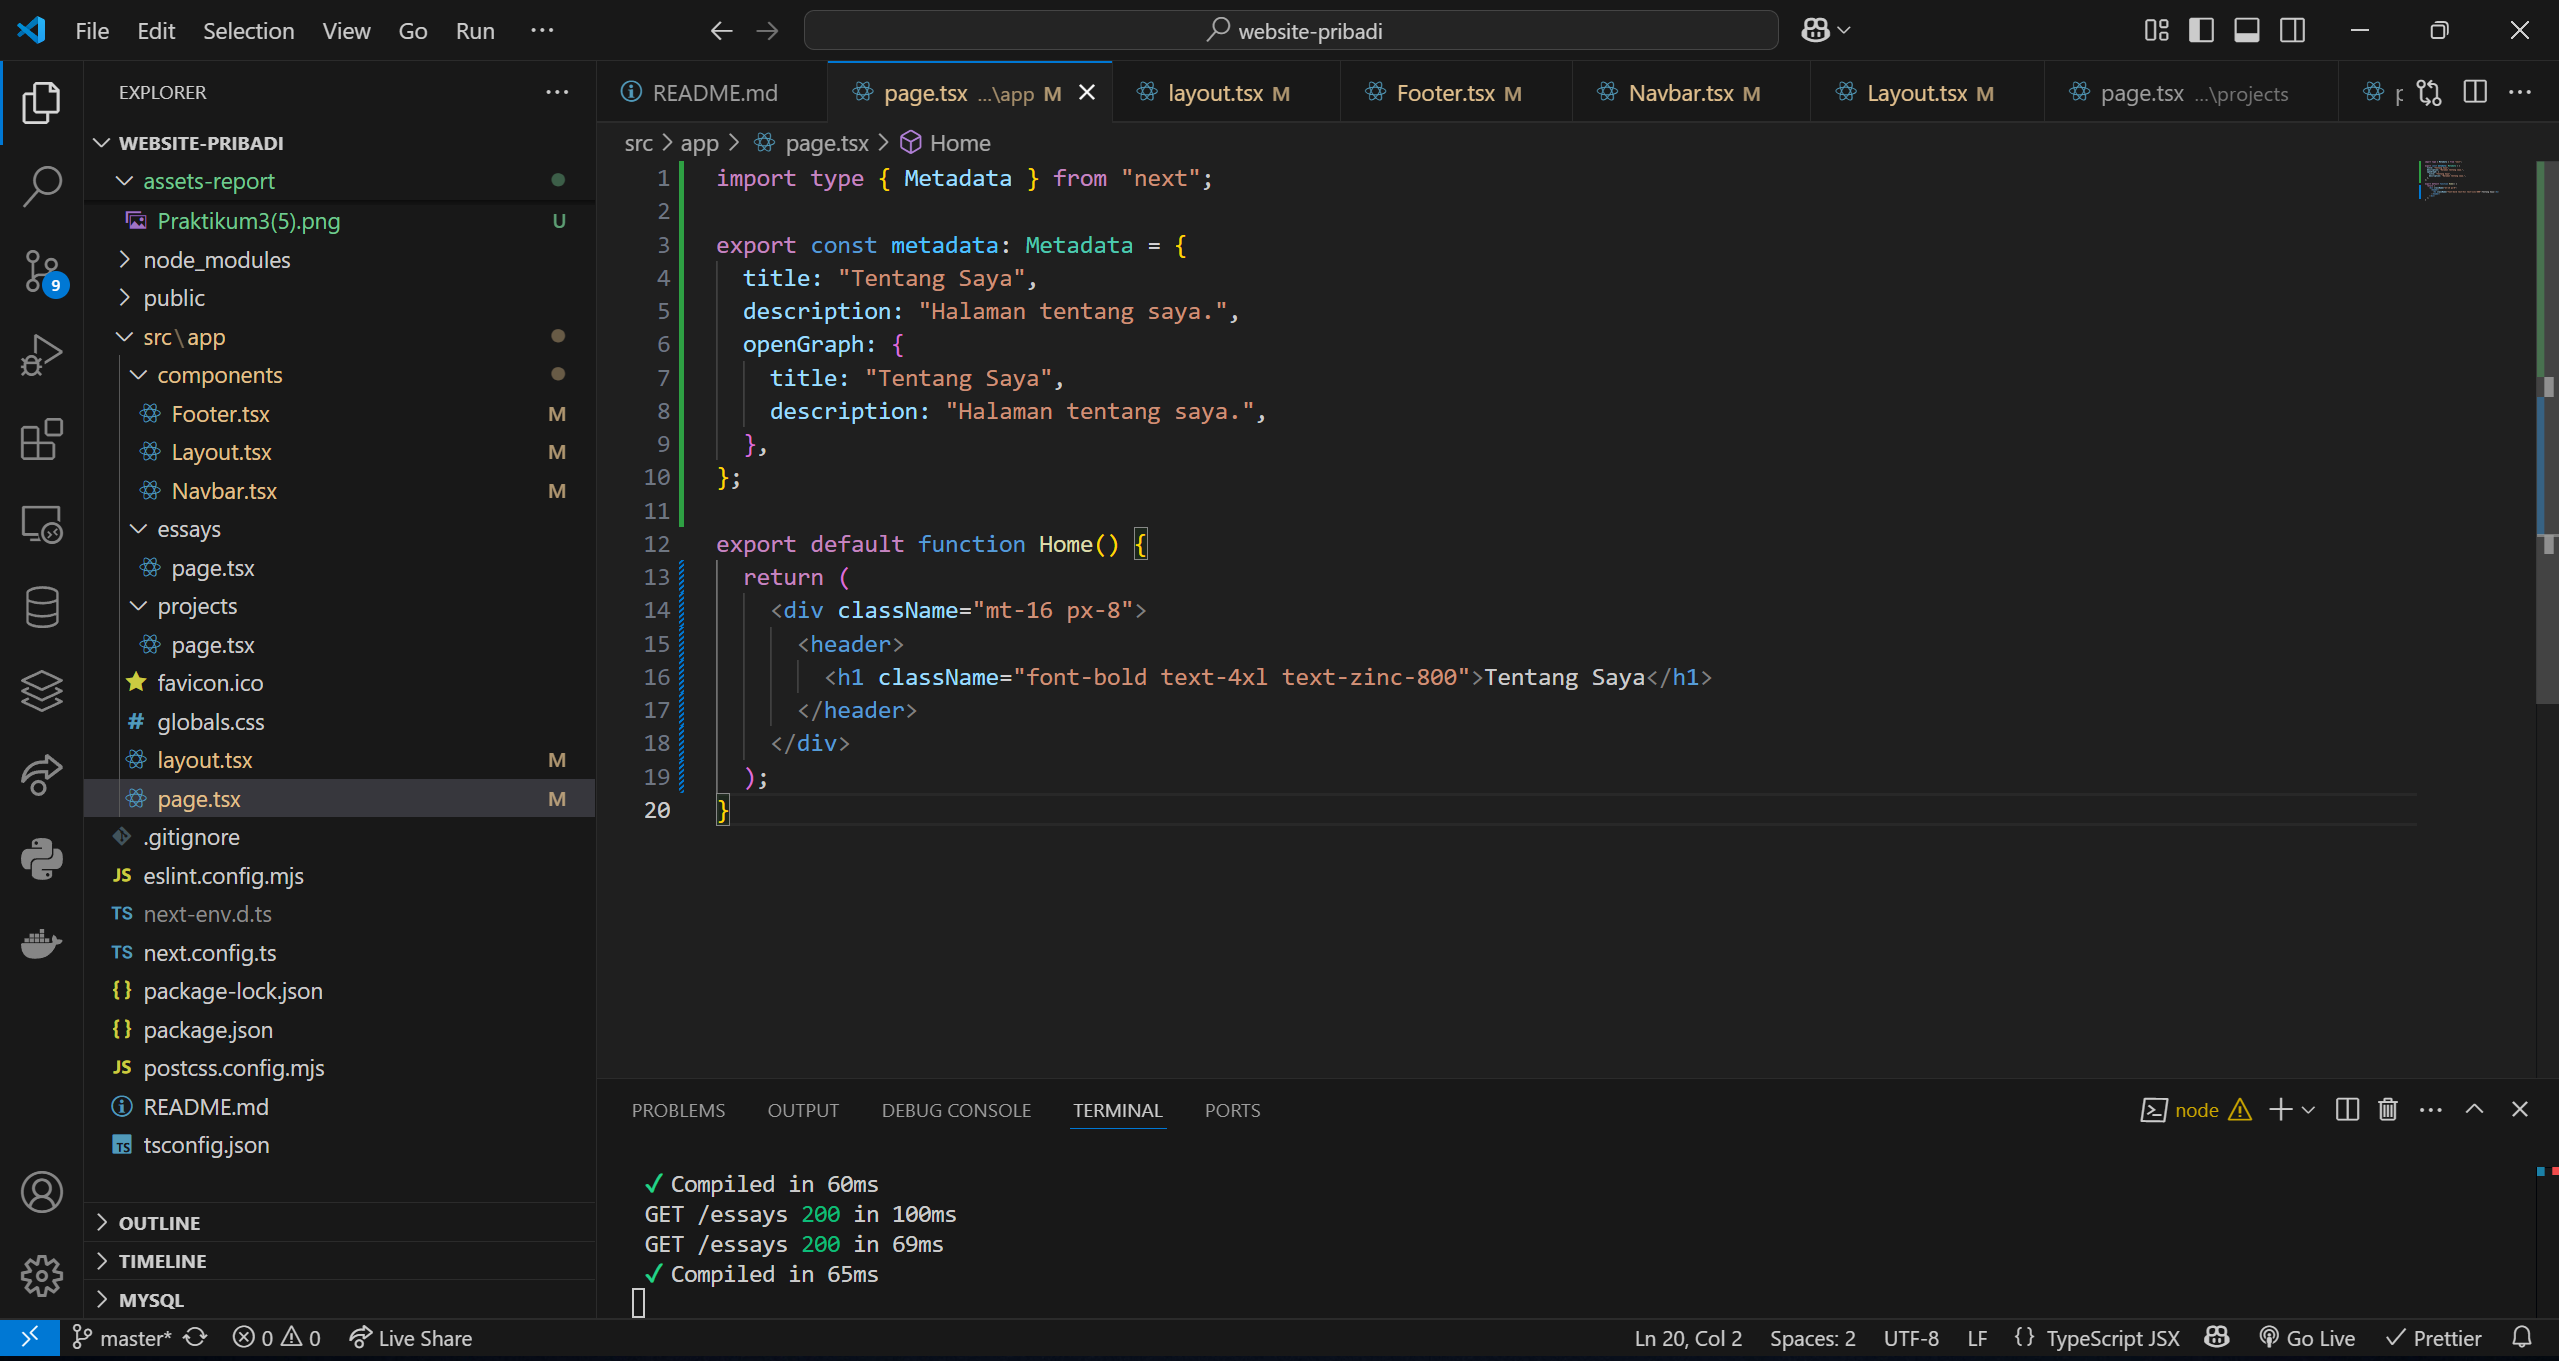 File Edit Selection View Go Run ···
website-pribadi
EXPLORER
README.md
page.tsx ...\app M
layout.tsx M
Footer.tsx M
Navbar.tsx M
Layout.tsx M
page.tsx ...\projects
src > app > page.tsx > Home
WEBSITE-PRIBADI
assets-report
Praktikum3(5).png U
node_modules
public
src\app
components
Footer.tsx M
Layout.tsx M
Navbar.tsx M
essays
page.tsx
projects
page.tsx
favicon.ico
# globals.css
layout.tsx M
page.tsx M
.gitignore
JS eslint.config.mjs
TS next-env.d.ts
TS next.config.ts
{} package-lock.json
{} package.json
JS postcss.config.mjs
README.md
TS tsconfig.json
OUTLINE
TIMELINE
MYSQL
9
1 import type { Metadata } from "next";
2
3 export const metadata: Metadata = {
4 title: "Tentang Saya",
5 description: "Halaman tentang saya.",
6 openGraph: {
7 title: "Tentang Saya",
8 description: "Halaman tentang saya.",
9 },
10 };
11
12 export default function Home() {
13 return (
14 <div className="mt-16 px-8">
15 <header>
16 <h1 className="font-bold text-4xl text-zinc-800">Tentang Saya</h1>
17 </header>
18 </div>
19 );
20 }
PROBLEMS OUTPUT DEBUG CONSOLE TERMINAL PORTS
node
✓ Compiled in 60ms
GET /essays 200 in 100ms
GET /essays 200 in 69ms
✓ Compiled in 65ms
master* 0 0 Live Share
Ln 20, Col 2 Spaces: 2 UTF-8 LF {} TypeScript JSX Go Live Prettier